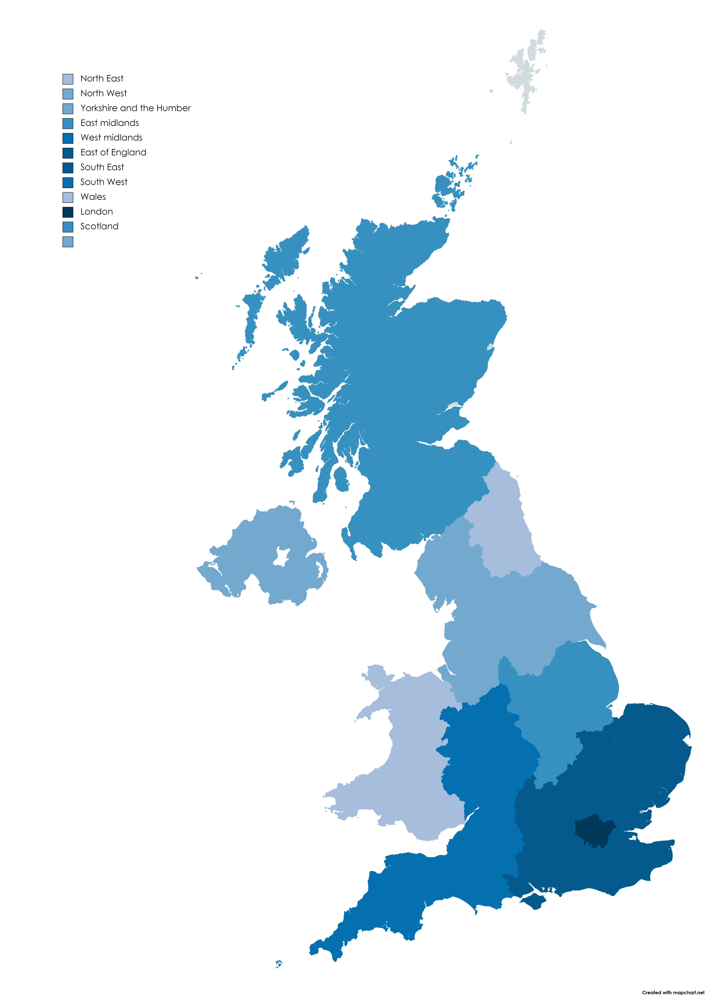 North East
North West
Yorkshire and the Humber
East midlands
West midlands
East of England
South East
South West
Wales
London
Scotland
Created with mapchart.net